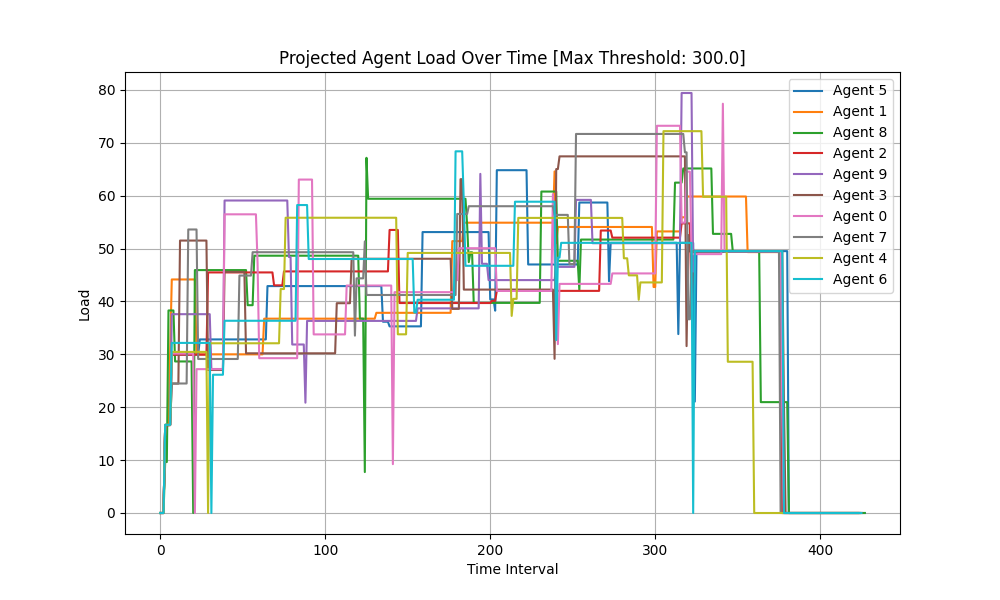 Projected Agent Load Over Time [Max Threshold: 300.0]
Load
80
70
60
50
40
30
20
10
0
0
100
200
300
400
Time Interval
Agent 5
Agent 1
Agent 8
Agent 2
Agent 9
Agent 3
Agent 0
Agent 7
Agent 4
Agent 6